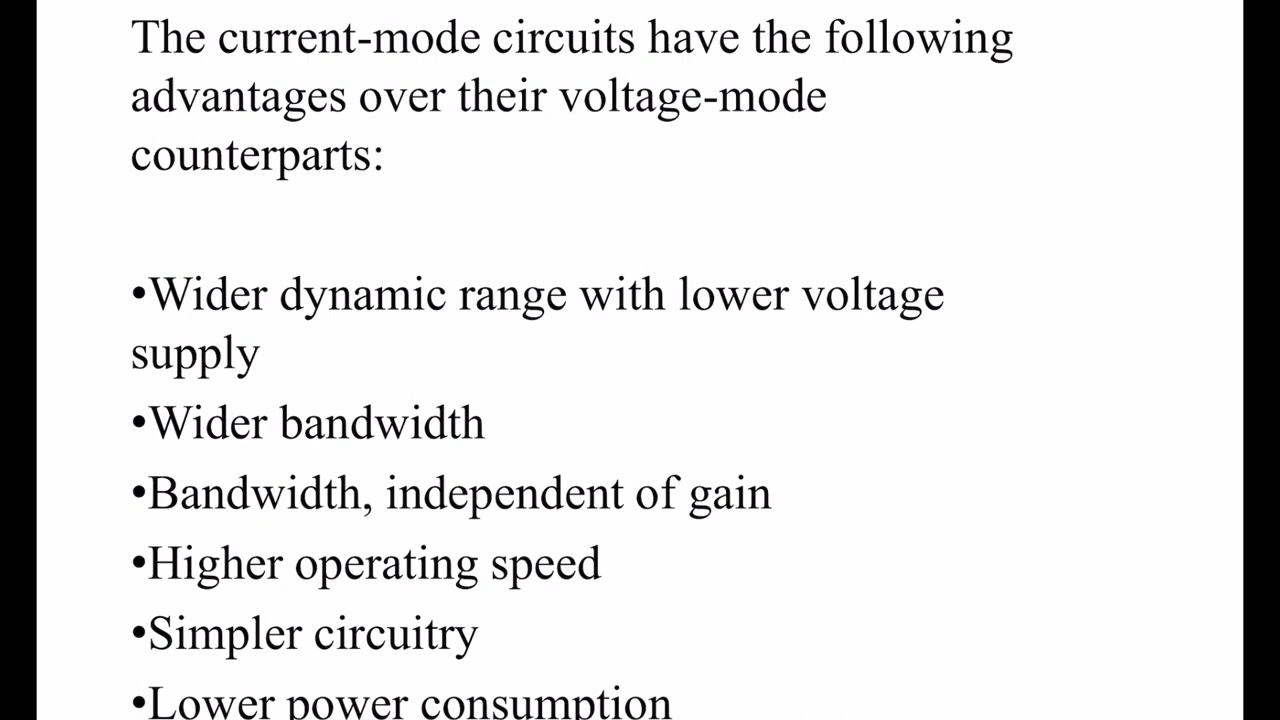 The current-mode circuits have the following
advantages over their voltage-mode
counterparts:
•Wider dynamic range with lower voltage
supply
•Wider bandwidth
•Bandwidth, independent of gain
•Higher operating speed
•Simpler circuitry
•Lower power consumption